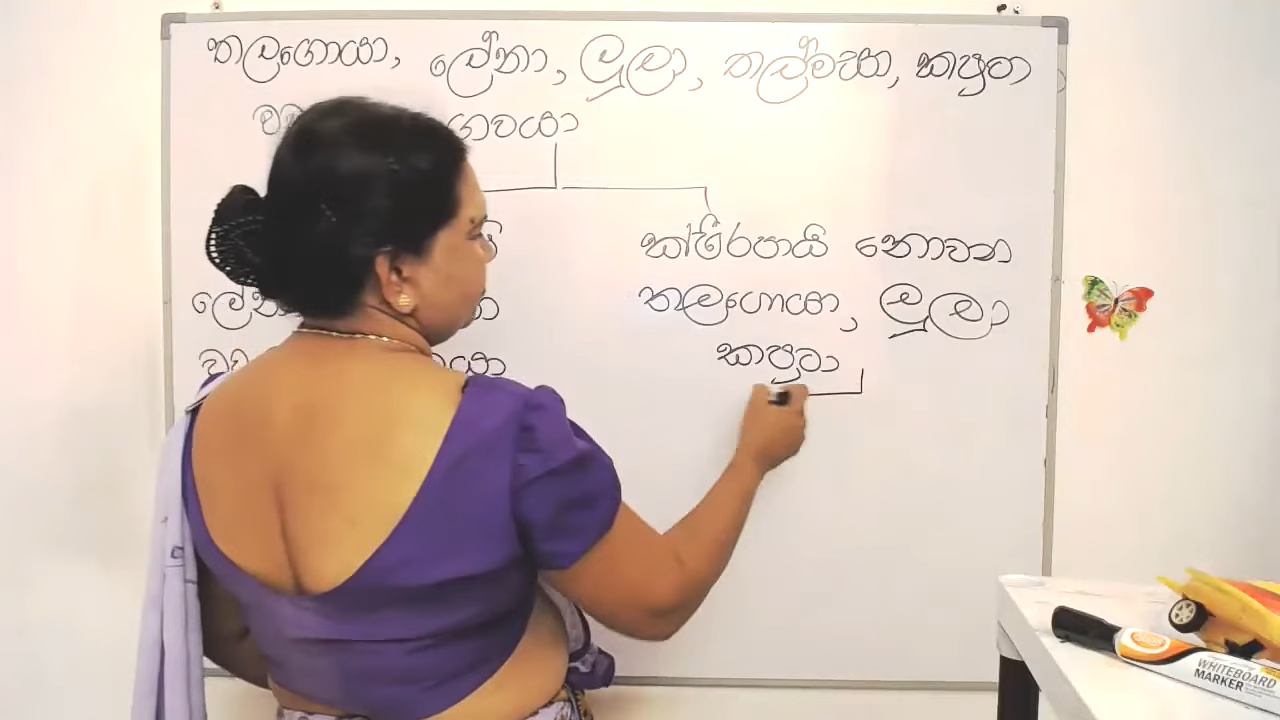 තලගොයා, ලේනා, මූලා, තල්මසා, කපුටා
ගවයා
ක්ෂීරපායි නොවන
ලේනා
තලගොයා, මූලා
කපුටා
WHITEBOARD
MARKER